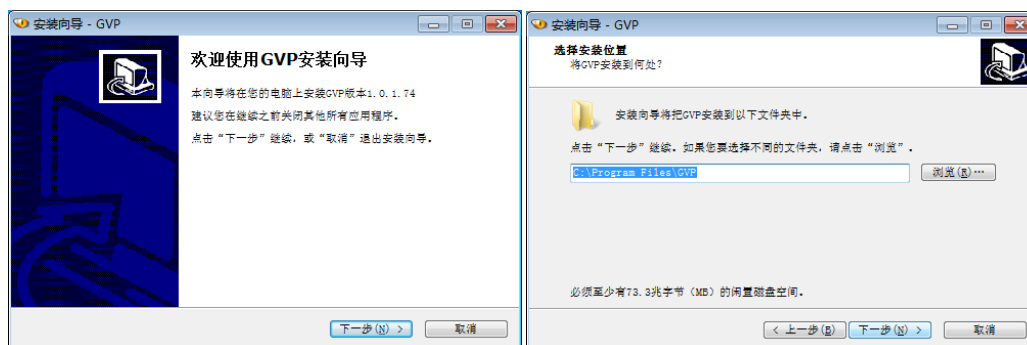 安装向导 - GVP
欢迎使用GVP安装向导
本向导将在您的电脑上安装GVP版本1.0.1.74
建议您在继续之前关闭其他所有应用程序。
点击“下一步”继续，或“取消”退出安装向导。
下一步(N) >
取消
安装向导 - GVP
选择安装位置
将GVP安装到何处？
安装向导将把GVP安装到以下文件夹中。
点击“下一步”继续。如果您要选择不同的文件夹，请点击“浏览”。
C:\Program Files\GVP
浏览(R)…
必须至少有73.3兆字节（MB）的闲置磁盘空间。
< 上一步(B)
下一步(N) >
取消